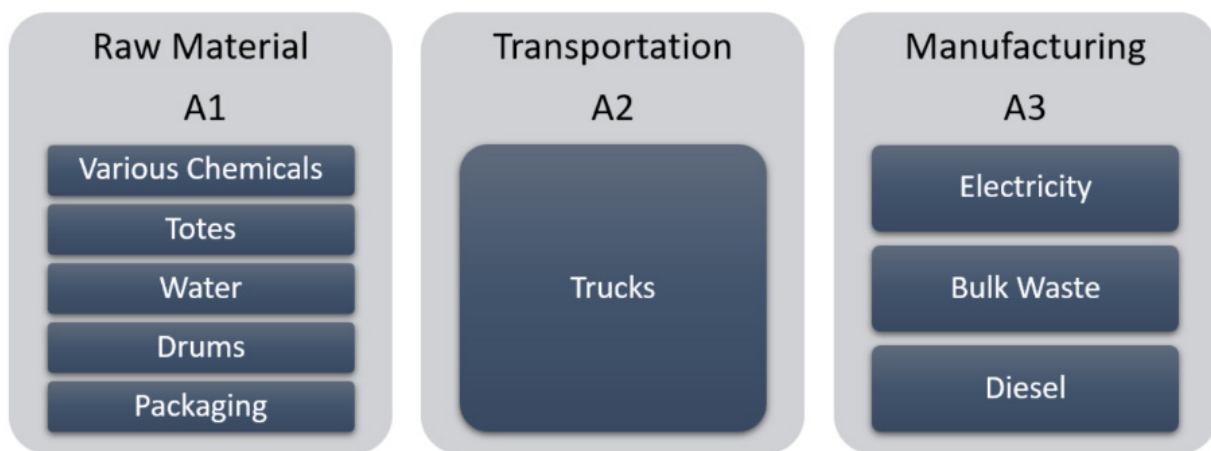 Raw Material
A1
Various Chemicals
Totes
Water
Drums
Packaging
Transportation
A2
Trucks
Manufacturing
A3
Electricity
Bulk Waste
Diesel